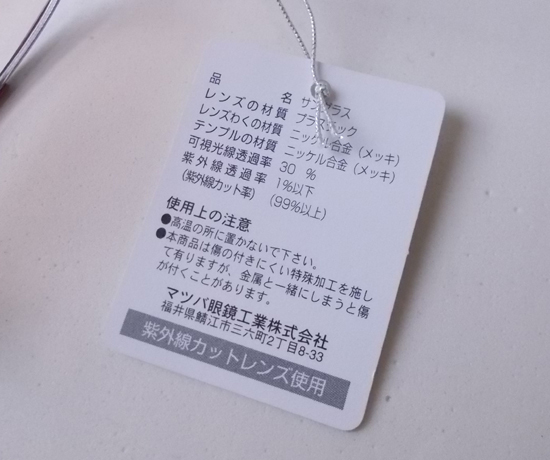 品 名 サングラス
レンズの材質 プラスチック
レンズわくの材質 ニッケル合金(メッキ)
テンプルの材質 ニッケル合金(メッキ)
可視光線透過率 30 %
紫外線透過率 1%以下
(紫外線カット率) (99%以上)
使用上の注意
●高温の所に置かないで下さい。
●本商品は傷の付きにくい特殊加工を施し
て有りますが、金属と一緒にしまうと傷
が付くことがあります。
マツバ眼鏡工業株式会社
福井県鯖江市三六町2丁目8-33
紫外線カットレンズ使用